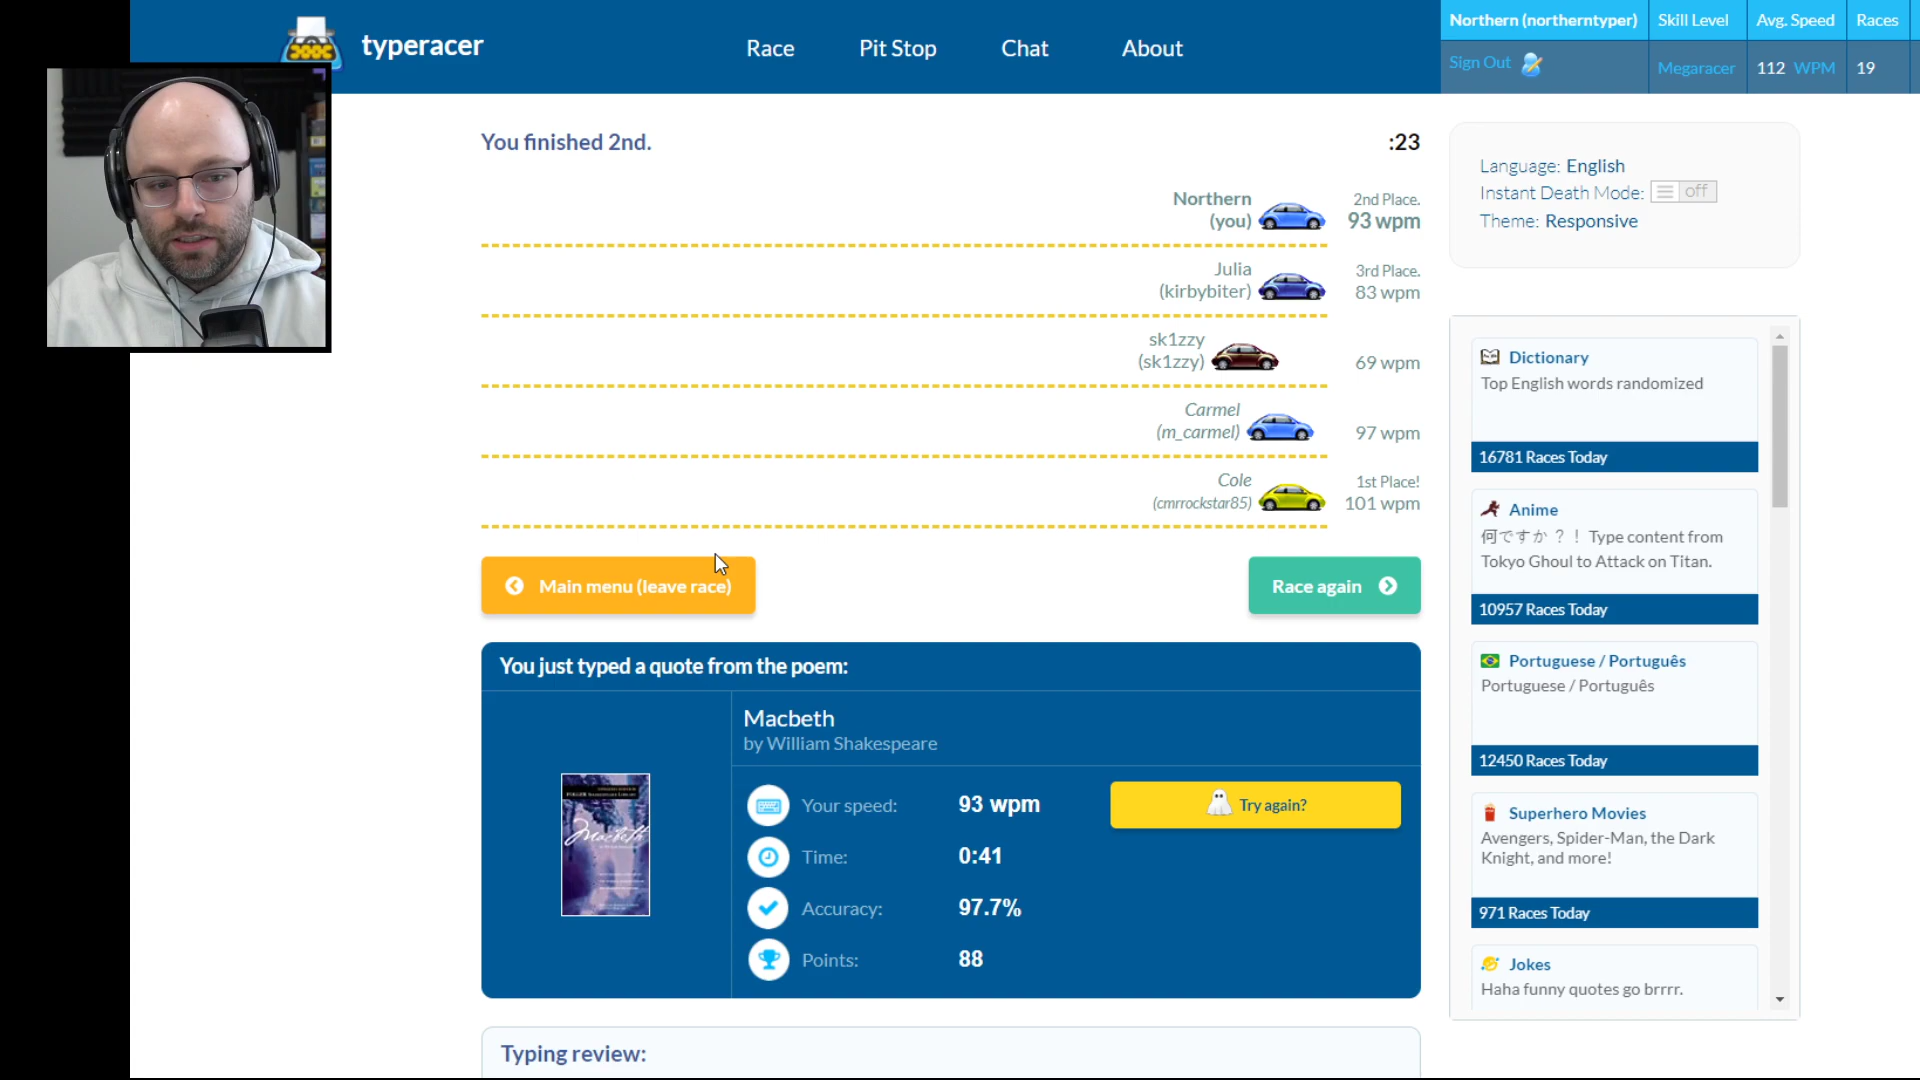 typeracer
Race
Pit Stop
Chat
About
Northern (northerntyper)
Skill Level
Avg. Speed
Races
Sign Out
Megaracer
112 WPM
19
You finished 2nd.
:23
Northern
(you)
2nd Place.
93 wpm
Julia
(kirbybiter)
3rd Place.
83 wpm
sk1zzy
(sk1zzy)
69 wpm
Carmel
(m_carmel)
97 wpm
Cole
(cmrrockstar85)
1st Place!
101 wpm
Main menu (leave race)
Race again
You just typed a quote from the poem:
Macbeth
by William Shakespeare
Macbeth
Your speed:
93 wpm
Try again?
Time:
0:41
Accuracy:
97.7%
Points:
88
Typing review:
Language: English
Instant Death Mode: off
Theme: Responsive
Dictionary
Top English words randomized
16781 Races Today
Anime
何ですか？！ Type content from
Tokyo Ghoul to Attack on Titan.
10957 Races Today
Portuguese / Português
Portuguese / Português
12450 Races Today
Superhero Movies
Avengers, Spider-Man, the Dark
Knight, and more!
971 Races Today
Jokes
Haha funny quotes go brrrr.